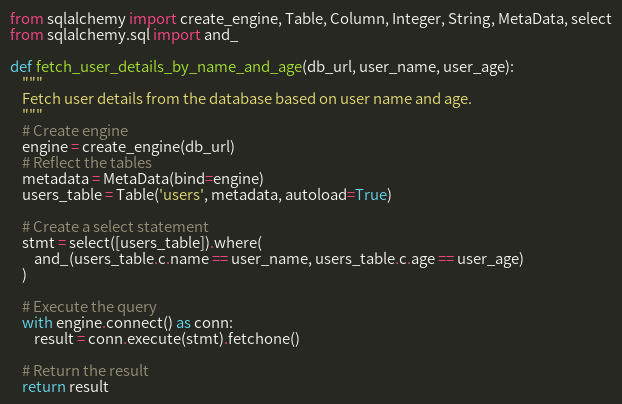 from sqlalchemy import create_engine, Table, Column, Integer, String, MetaData, select
from sqlalchemy.sql import and_

def fetch_user_details_by_name_and_age(db_url, user_name, user_age):
    """
    Fetch user details from the database based on user name and age.
    """
    # Create engine
    engine = create_engine(db_url)
    # Reflect the tables
    metadata = MetaData(bind=engine)
    users_table = Table('users', metadata, autoload=True)

    # Create a select statement
    stmt = select([users_table]).where(
        and_(users_table.c.name == user_name, users_table.c.age == user_age)
    )

    # Execute the query
    with engine.connect() as conn:
        result = conn.execute(stmt).fetchone()

    # Return the result
    return result